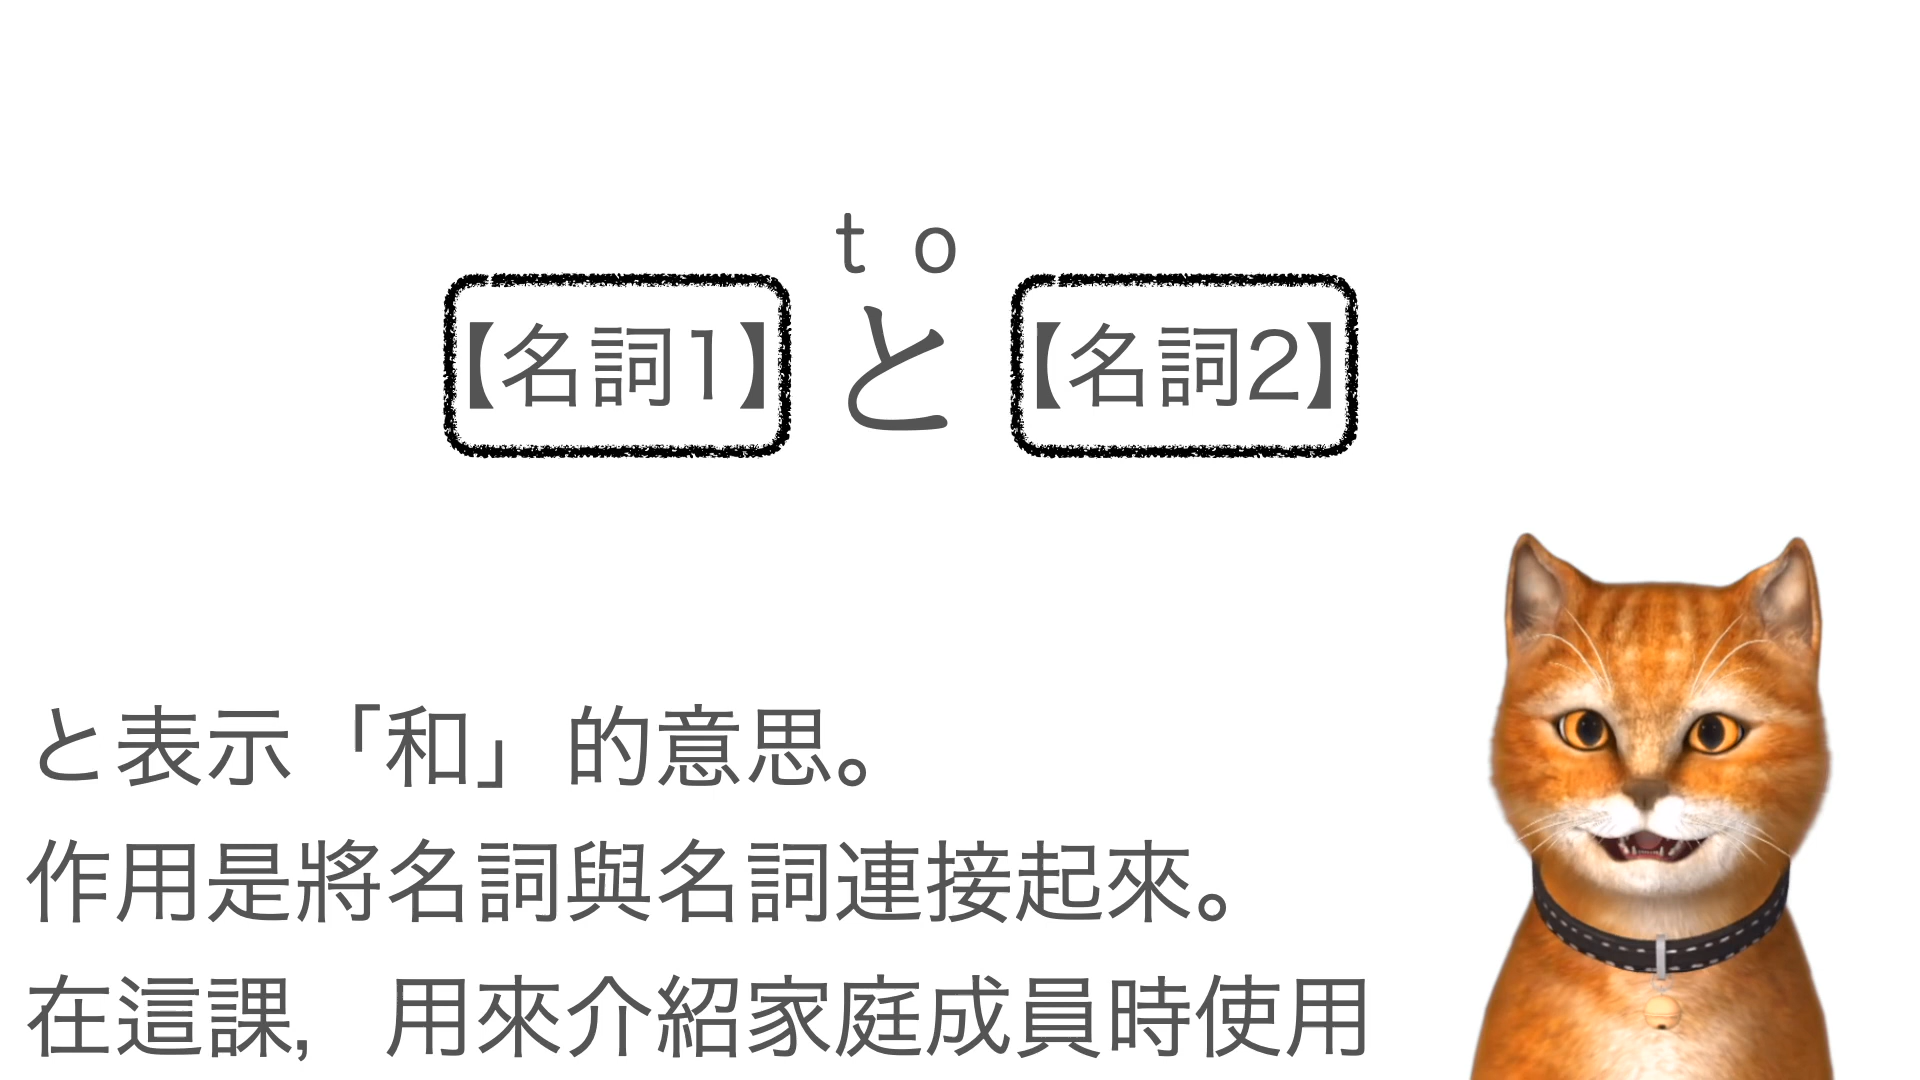 to
【名詞1】と【名詞2】
と表示「和」的意思。
作用是將名詞與名詞連接起來。
在這課，用來介紹家庭成員時使用